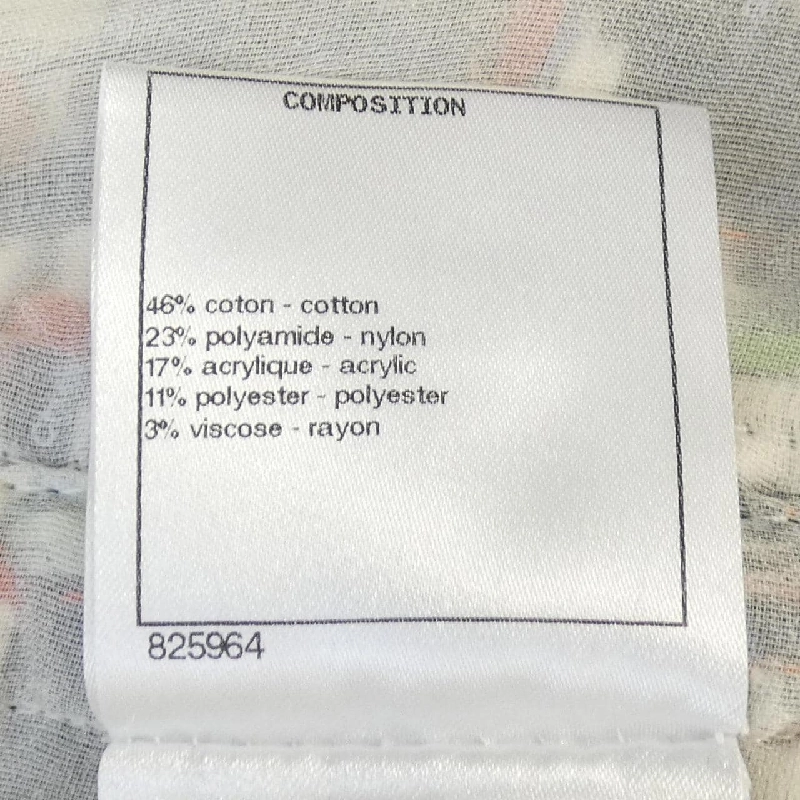 COMPOSITION
46% coton - cotton
23% polyamide - nylon
17% acrylique - acrylic
11% polyester - polyester
3% viscose - rayon
825964